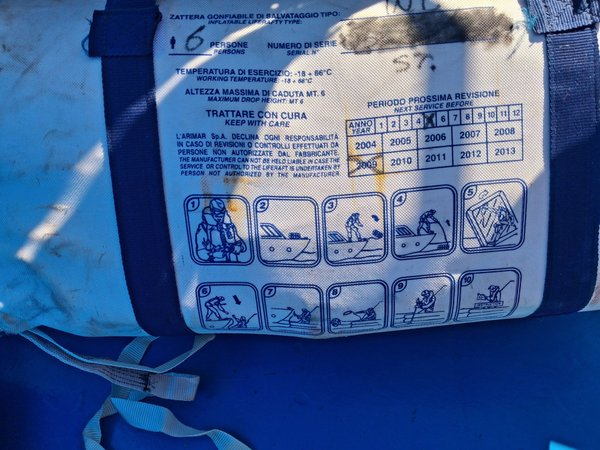 ZATTERA GONFIABILE DI SALVATAGGIO TIPO:
INFLATABLE LIFERAFT TYPE:
6 PERSONE
PERSONS
NUMERO DI SERIE
SERIAL N°
ST.
TEMPERATURA DI ESERCIZIO: -18 + 66°C
WORKING TEMPERATURE -18 + 66°C
ALTEZZA MASSIMA DI CADUTA MT. 6
MAXIMUM DROP HEIGHT: MT 6
TRATTARE CON CURA
KEEP WITH CARE
L'ARIMAR S.p.A. DECLINA OGNI RESPONSABILITÀ
IN CASO DI REVISIONI O CONTROLLI EFFETTUATI DA
PERSONE NON AUTORIZZATE DAL FABBRICANTE.
THE MANUFACTURER CAN NOT BE HELD LIABLE IN CASE THE
SERVICE OR CONTROL TO THE LIFERAFT IS UNDERTAKEN BY
PERSON NOT AUTHORIZED BY THE MANUFACTURER.
PERIODO PROSSIMA REVISIONE
NEXT SERVICE BEFORE
ANNO
YEAR
1 2 3 4 5 6 7 8 9 10 11 12
2004 2005 2006 2007 2008
2009 2010 2011 2012 2013
1 2 3 4 5
6 7 8 9 10